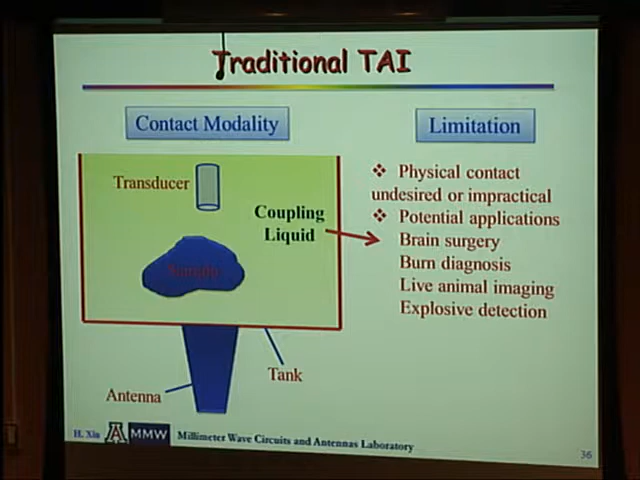 Traditional TAI
Contact Modality
Limitation
Transducer
Coupling
Liquid
Sample
Tank
Antenna
❖ Physical contact
undesired or impractical
❖ Potential applications
Brain surgery
Burn diagnosis
Live animal imaging
Explosive detection
H. Xin
A
MMW
Millimeter Wave Circuits and Antennas Laboratory
36